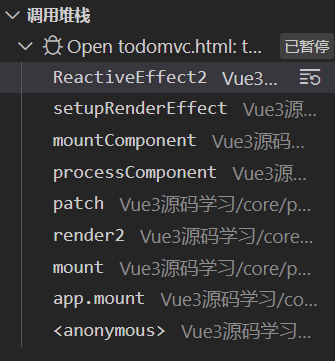 调用堆栈
Open todomvc.html: t... 已暂停
ReactiveEffect2 Vue3...
setupRenderEffect Vue3源...
mountComponent Vue3源码...
processComponent Vue3源...
patch Vue3源码学习/core/p...
render2 Vue3源码学习/core...
mount Vue3源码学习/core/p...
app.mount Vue3源码学习/co...
<anonymous> Vue3源码学习/...